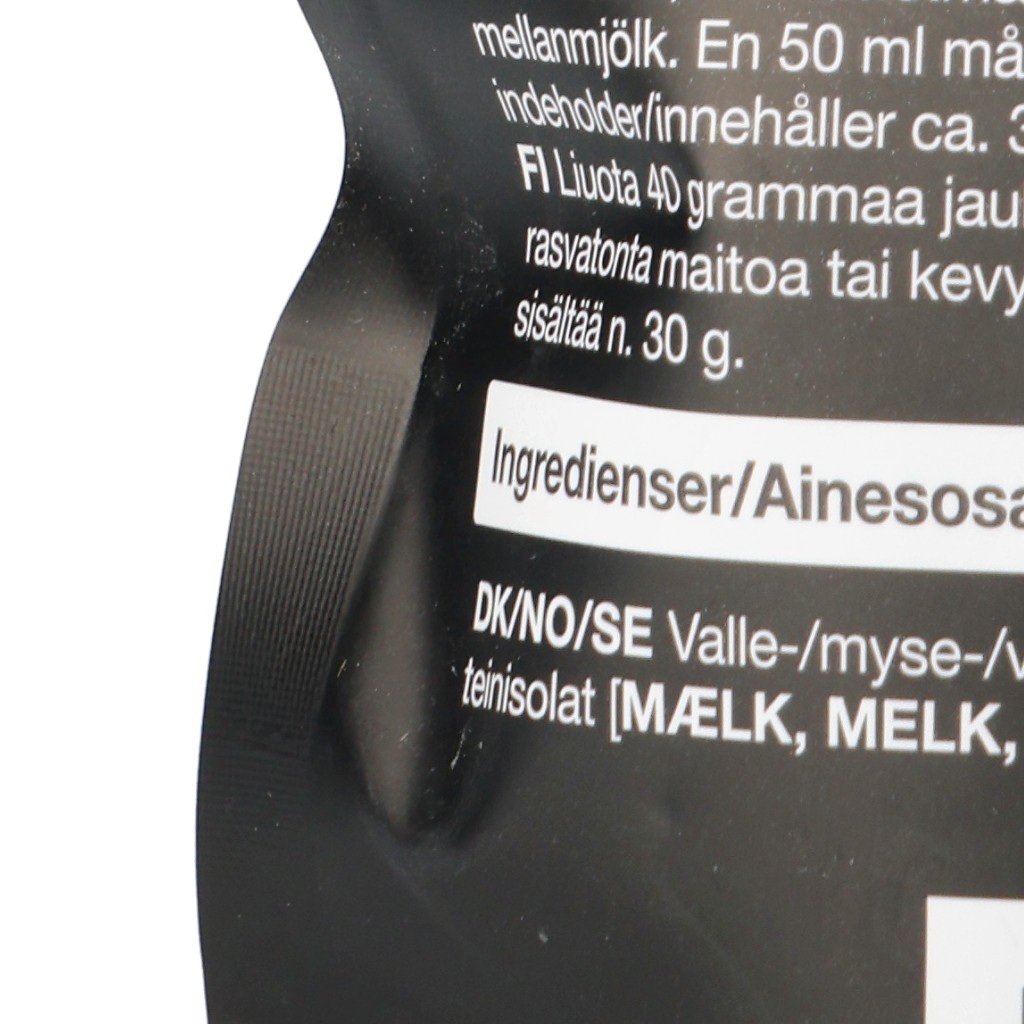 mellanmjölk. En 50 ml må
indeholder/innehåller ca. 3
FI Liuota 40 grammaa jau
rasvatonta maitoa tai kevy
sisältää n. 30 g.
Ingredienser/Ainesosa
DK/NO/SE Valle-/myse-/v
teinisolat [MÆLK, MELK,